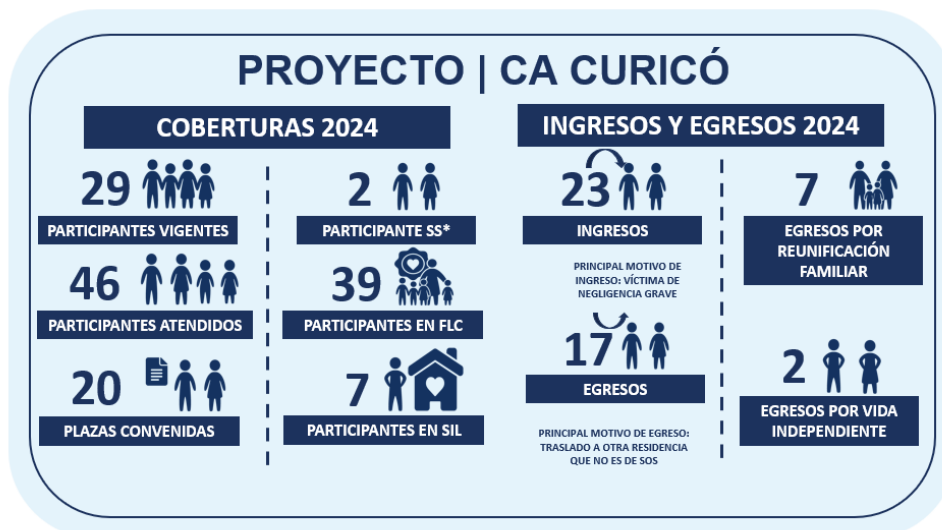 PROYECTO | CA CURICÓ
COBERTURAS 2024
29
PARTICIPANTES VIGENTES
46
PARTICIPANTES ATENDIDOS
20
PLAZAS CONVENIDAS
2
PARTICIPANTE SS*
39
PARTICIPANTES EN FLC
7
PARTICIPANTES EN SIL
INGRESOS Y EGRESOS 2024
23
INGRESOS
PRINCIPAL MOTIVO DE
INGRESO: VÍCTIMA DE
NEGLIGENCIA GRAVE
17
EGRESOS
PRINCIPAL MOTIVO DE EGRESO:
TRASLADO A OTRA RESIDENCIA
QUE NO ES DE SOS
7
EGRESOS POR
REUNIFICACIÓN
FAMILIAR
2
EGRESOS POR VIDA
INDEPENDIENTE